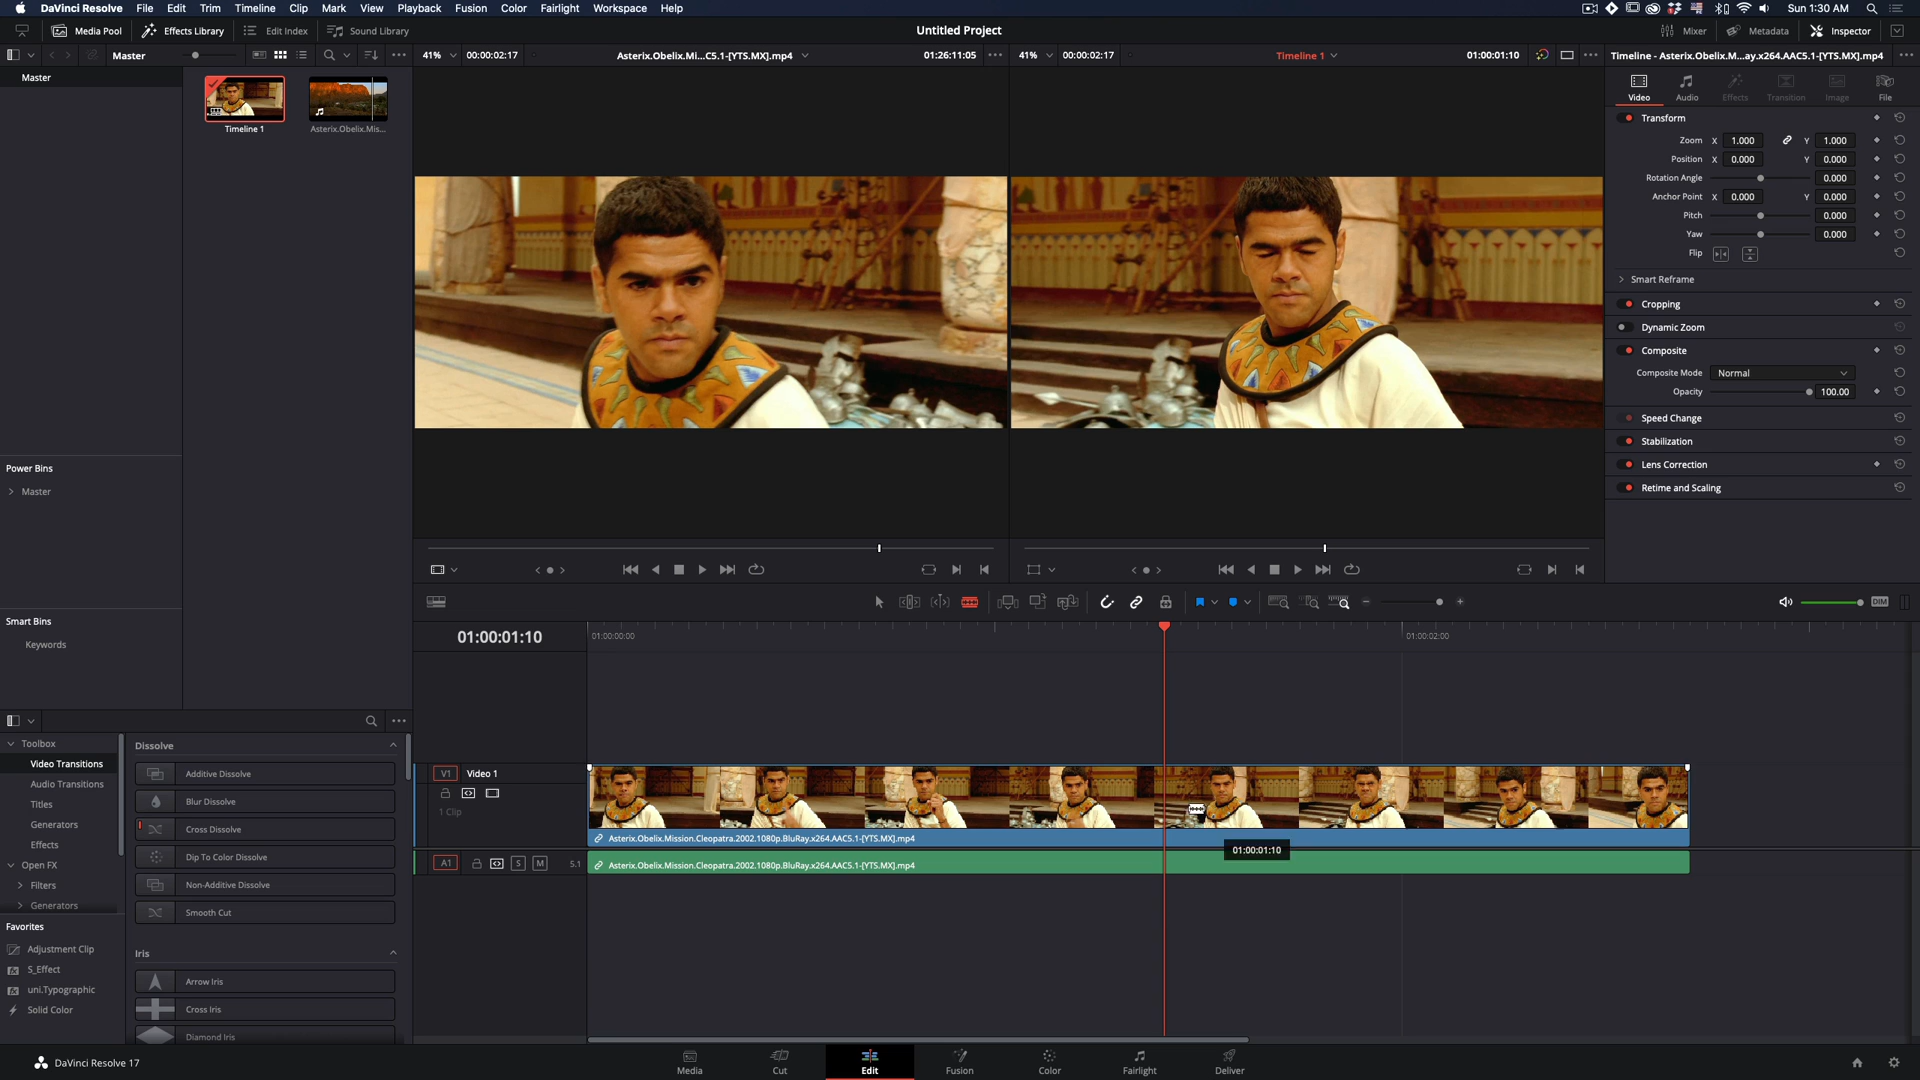 DaVinci Resolve File Edit Trim Timeline Clip Mark View Playback Fusion Color Fairlight Workspace Help Sun 1:30 AM
Media Pool Effects Library Edit Index Sound Library Untitled Project Mixer Metadata Inspector
Master 41% 00:00:02:17 Asterix.Obelix.Mi...C5.1-[YTS.MX].mp4 01:26:11:05 41% 00:00:02:17 Timeline 1 01:00:01:10 Timeline - Asterix.Obelix.M...ay.x264.AAC5.1-[YTS.MX].mp4
Master
Timeline 1 Asterix.Obelix.Mis...
Video Audio Effects Transition Image File
Transform
Zoom X 1.000 Y 1.000
Position X 0.000 Y 0.000
Rotation Angle 0.000
Anchor Point X 0.000 Y 0.000
Pitch 0.000
Yaw 0.000
Flip
Smart Reframe
Cropping
Dynamic Zoom
Composite
Composite Mode Normal
Opacity 100.00
Speed Change
Stabilization
Lens Correction
Retime and Scaling
Power Bins
Master
Smart Bins
Keywords
DIM
01:00:01:10 01:00:00:00 01:00:02:00
Toolbox
Video Transitions
Audio Transitions
Titles
Generators
Effects
Open FX
Filters
Generators
Favorites
Adjustment Clip
S_Effect
uni.Typographic
Solid Color
Dissolve
Additive Dissolve
Blur Dissolve
Cross Dissolve
Dip To Color Dissolve
Non-Additive Dissolve
Smooth Cut
Iris
Arrow Iris
Cross Iris
Diamond Iris
V1 Video 1
1 Clip
Asterix.Obelix.Mission.Cleopatra.2002.1080p.BluRay.x264.AAC5.1-[YTS.MX].mp4
01:00:01:10
A1 S M 5.1 Asterix.Obelix.Mission.Cleopatra.2002.1080p.BluRay.x264.AAC5.1-[YTS.MX].mp4
DaVinci Resolve 17 Media Cut Edit Fusion Color Fairlight Deliver